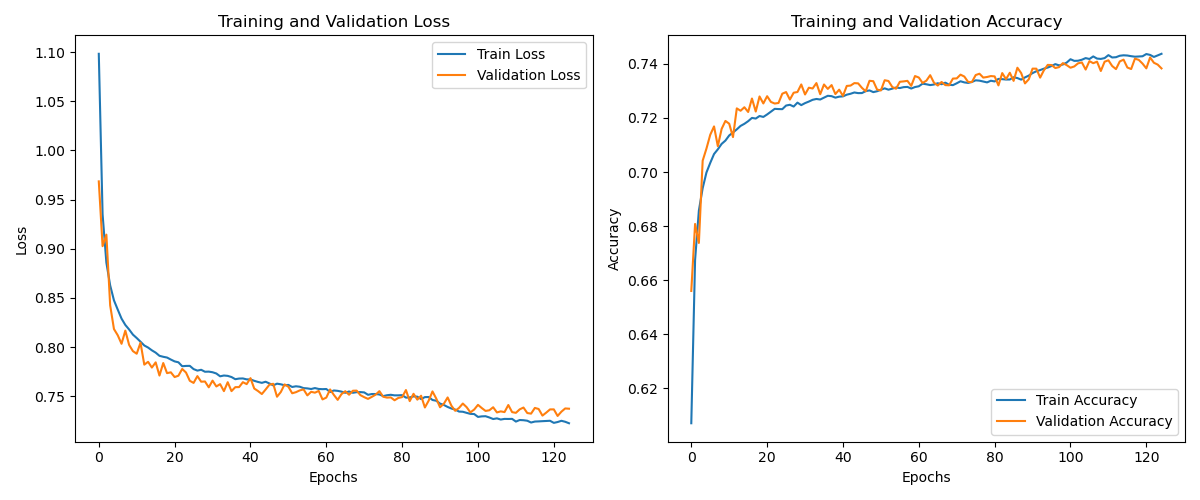 Training and Validation Loss
1.10
1.05
1.00
0.95
0.90
0.85
0.80
0.75
Loss
0 20 40 60 80 100 120
Epochs
Train Loss
Validation Loss
Training and Validation Accuracy
0.74
0.72
0.70
0.68
0.66
0.64
0.62
Accuracy
0 20 40 60 80 100 120
Epochs
Train Accuracy
Validation Accuracy